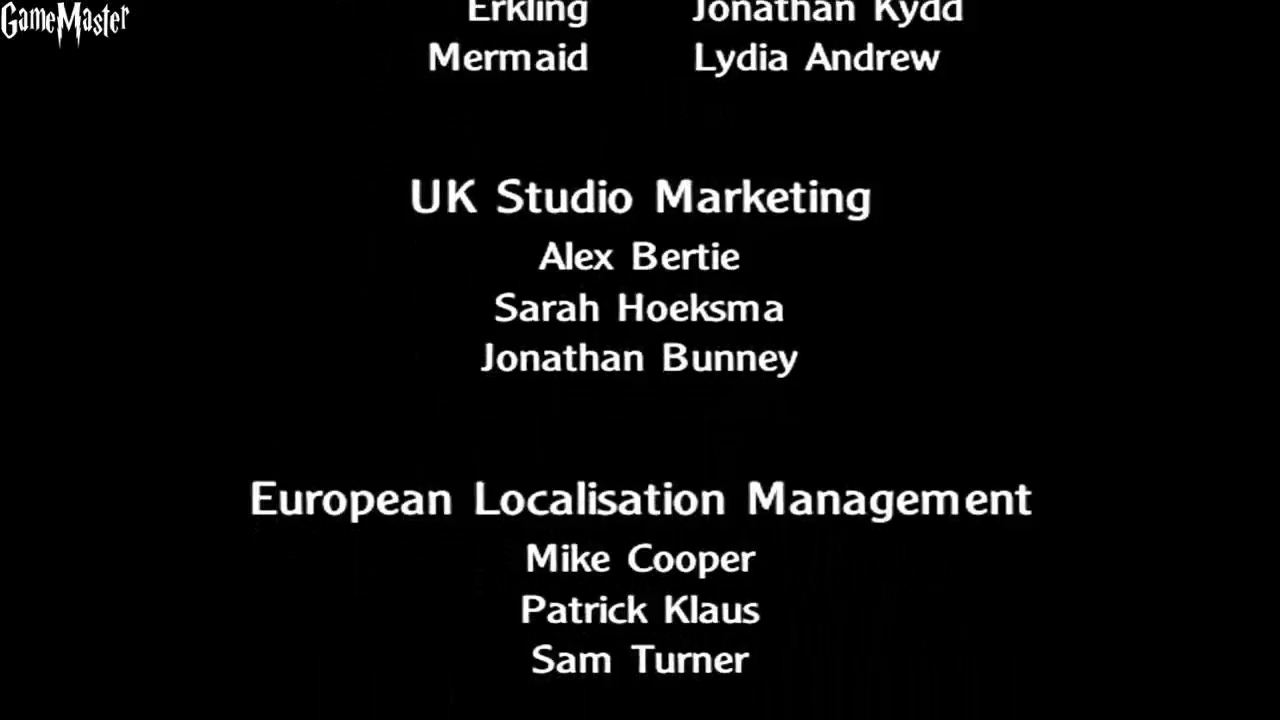 GameMaster
Erkling Jonathan Kydd
Mermaid Lydia Andrew
UK Studio Marketing
Alex Bertie
Sarah Hoeksma
Jonathan Bunney
European Localisation Management
Mike Cooper
Patrick Klaus
Sam Turner